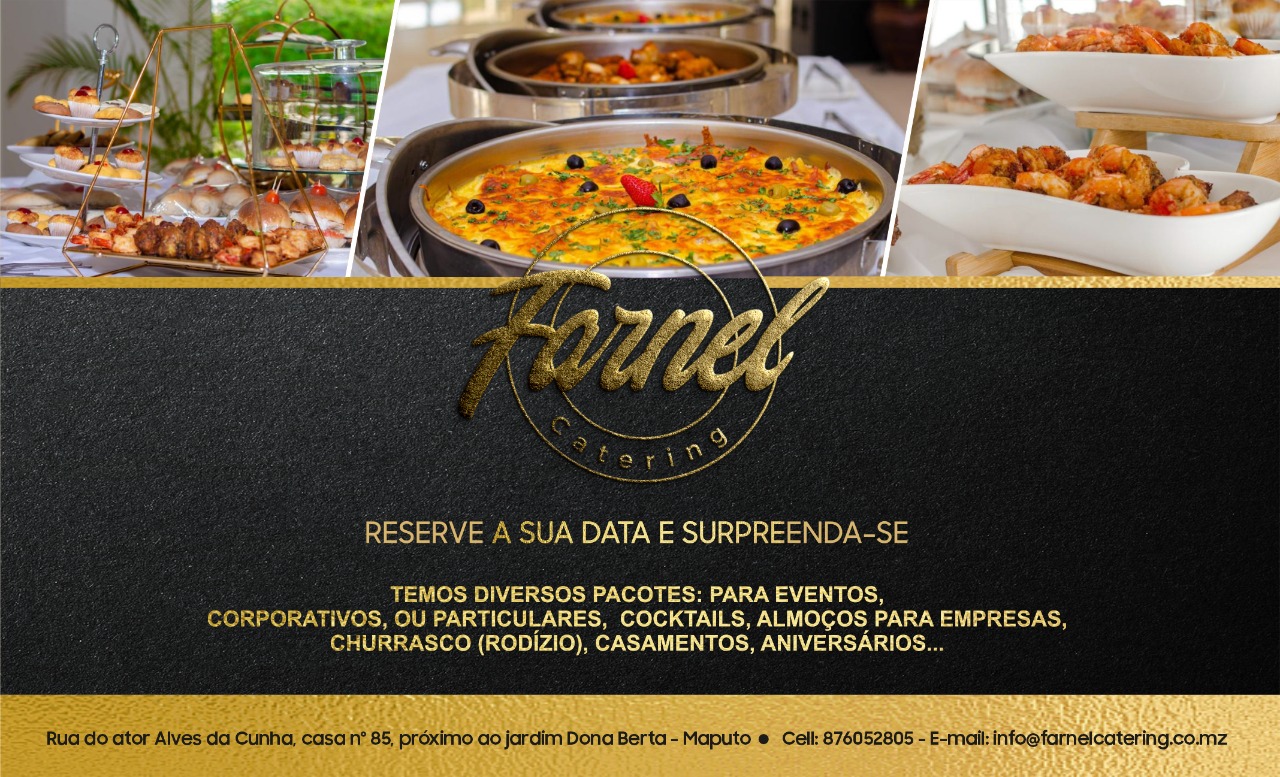 Farnel
Catering
RESERVE A SUA DATA E SURPREENDA-SE
TEMOS DIVERSOS PACOTES: PARA EVENTOS,
CORPORATIVOS, OU PARTICULARES, COCKTAILS, ALMOÇOS PARA EMPRESAS,
CHURRASCO (RODÍZIO), CASAMENTOS, ANIVERSÁRIOS...
Rua do ator Alves da Cunha, casa nº 85, próximo ao jardim Dona Berta - Maputo ● Cell: 876052805 - E-mail: info@farnelcatering.co.mz